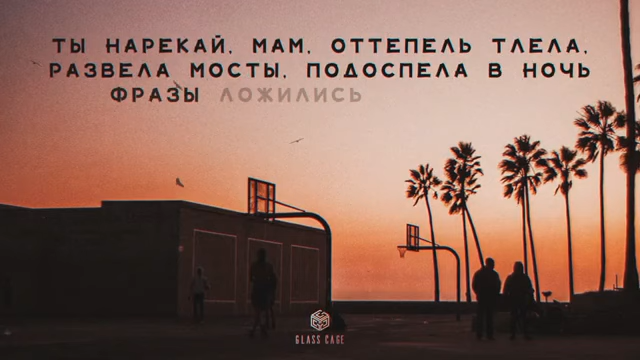 ТЫ НАРЕКАЙ, МАМ, ОТТЕПЕЛЬ ТЛЕЛА,
РАЗВЕЛА МОСТЫ, ПОДОСПЕЛА В НОЧЬ
ФРАЗЫ ЛОЖИЛИСЬ
GLASS CAGE